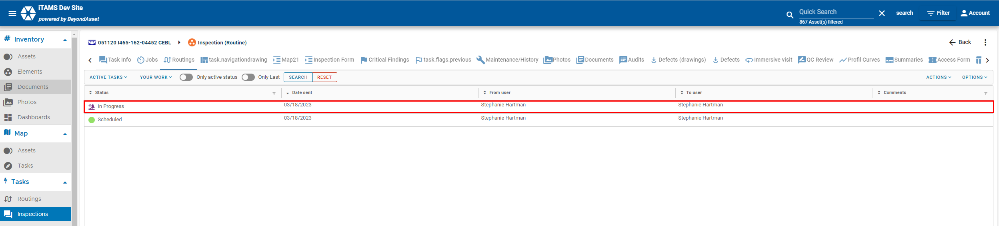 iTAMS Dev Site
powered by BeyondAsset
Quick Search
867 Asset(s) filtered
search
Filter
Account
Inventory
Assets
Elements
Documents
Photos
Dashboards
Map
Assets
Tasks
Tasks
Routings
Inspections
051120 I465-162-04452 CEBL
Inspection (Routine)
Back
Task Info Jobs Routings task.navigationdrawing Map21 Inspection Form Critical Findings task.flags.previous Maintenance/History Photos Documents Audits Defects (drawings) Defects Immersive visit QC Review Profil Curves Summaries Access Form
ACTIVE TASKS YOUR WORK Only active status Only Last SEARCH RESET ACTIONS OPTIONS
Status Date sent From user To user Comments
In Progress 03/18/2023 Stephanie Hartman Stephanie Hartman
Scheduled 03/18/2023 Stephanie Hartman Stephanie Hartman